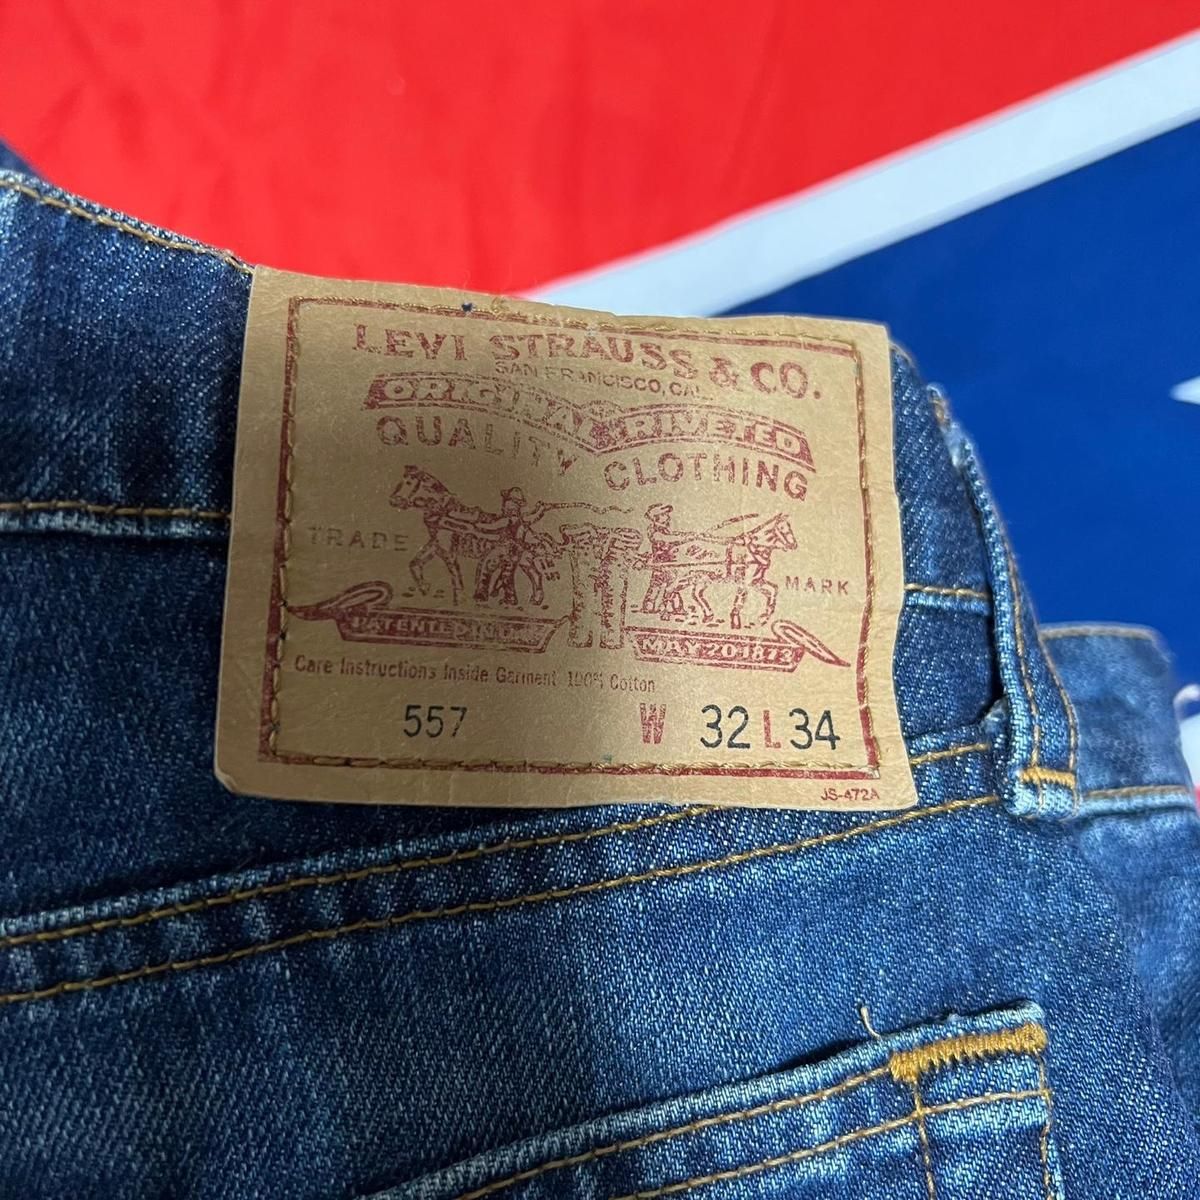 LEVI STRAUSS & CO.
SAN FRANCISCO, CAL.
ORIGINAL RIVETED
QUALITY CLOTHING
TRADE MARK
PATENTED IN U.S. MAY 20 1873
Care Instructions Inside Garment 100% Cotton
557 W 32 L 34
JS-472A